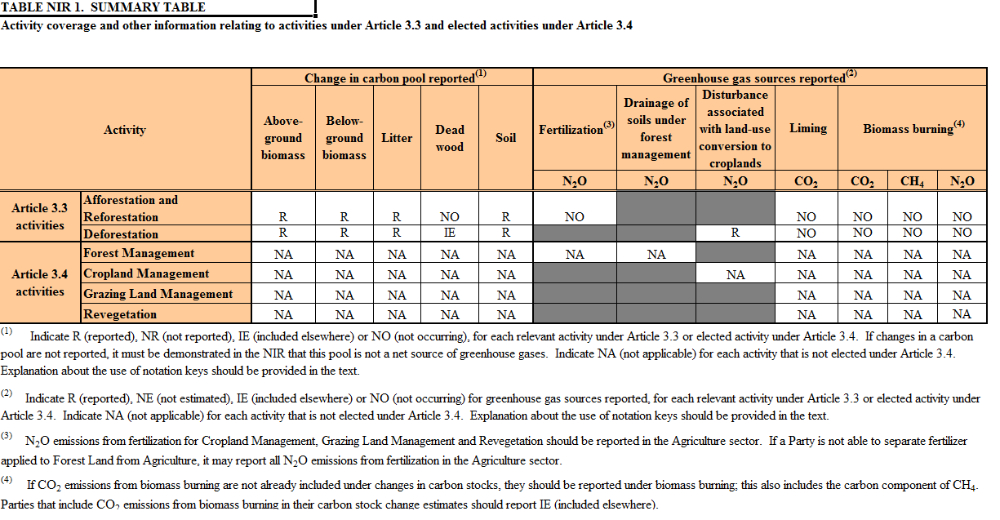 TABLE NIR 1. SUMMARY TABLE
Activity coverage and other information relating to activities under Article 3.3 and elected activities under Article 3.4
Activity
Change in carbon pool reported(1)
Greenhouse gas sources reported(2)
Above-ground biomass
Below-ground biomass
Litter
Dead wood
Soil
Fertilization(3)
Drainage of soils under forest management
Disturbance associated with land-use conversion to croplands
Liming
Biomass burning(4)
N2O N2O N2O CO2 CO2 CH4 N2O
Article 3.3 activities
Afforestation and Reforestation R R R NO R NO NO NO NO NO
Deforestation R R R IE R R NO NO NO NO
Article 3.4 activities
Forest Management NA NA NA NA NA NA NA NA NA NA NA
Cropland Management NA NA NA NA NA NA NA NA NA NA
Grazing Land Management NA NA NA NA NA NA NA NA NA
Revegetation NA NA NA NA NA NA NA NA NA
(1) Indicate R (reported), NR (not reported), IE (included elsewhere) or NO (not occurring), for each relevant activity under Article 3.3 or elected activity under Article 3.4. If changes in a carbon
pool are not reported, it must be demonstrated in the NIR that this pool is not a net source of greenhouse gases. Indicate NA (not applicable) for each activity that is not elected under Article 3.4.
Explanation about the use of notation keys should be provided in the text.
(2) Indicate R (reported), NE (not estimated), IE (included elsewhere) or NO (not occurring) for greenhouse gas sources reported, for each relevant activity under Article 3.3 or elected activity under
Article 3.4. Indicate NA (not applicable) for each activity that is not elected under Article 3.4. Explanation about the use of notation keys should be provided in the text.
(3) N2O emissions from fertilization for Cropland Management, Grazing Land Management and Revegetation should be reported in the Agriculture sector. If a Party is not able to separate fertilizer
applied to Forest Land from Agriculture, it may report all N2O emissions from fertilization in the Agriculture sector.
(4) If CO2 emissions from biomass burning are not already included under changes in carbon stocks, they should be reported under biomass burning; this also includes the carbon component of CH4.
Parties that include CO2 emissions from biomass burning in their carbon stock change estimates should report IE (included elsewhere).